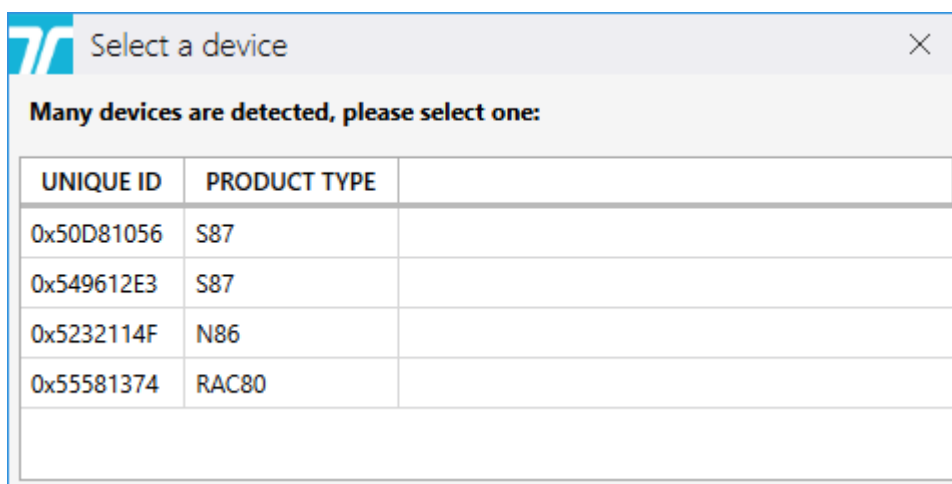 Select a device
Many devices are detected, please select one:
UNIQUE ID PRODUCT TYPE
0x50D81056 S87
0x549612E3 S87
0x5232114F N86
0x55581374 RAC80